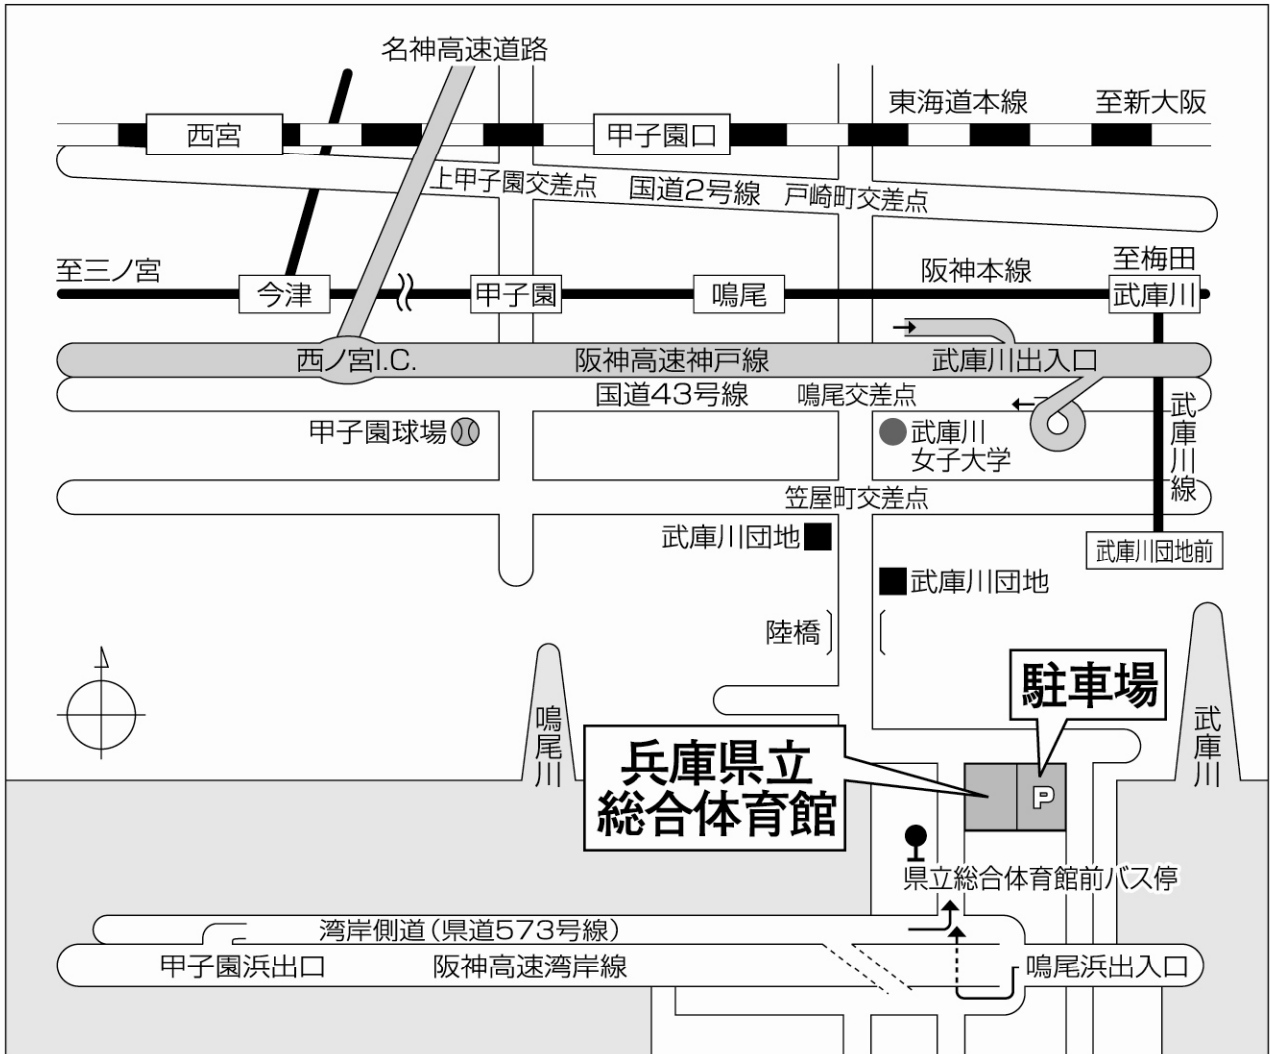 名神高速道路
東海道本線
至新大阪
西宮
甲子園口
上甲子園交差点
国道2号線
戸崎町交差点
至三ノ宮
阪神本線
至梅田
今津
甲子園
鳴尾
武庫川
西ノ宮I.C.
阪神高速神戸線
武庫川出入口
国道43号線
鳴尾交差点
武庫川線
甲子園球場
武庫川
女子大学
笠屋町交差点
武庫川団地
武庫川団地前
武庫川団地
陸橋
駐車場
鳴尾川
武庫川
兵庫県立
総合体育館
P
県立総合体育館前バス停
湾岸側道(県道573号線)
甲子園浜出口
阪神高速湾岸線
鳴尾浜出入口